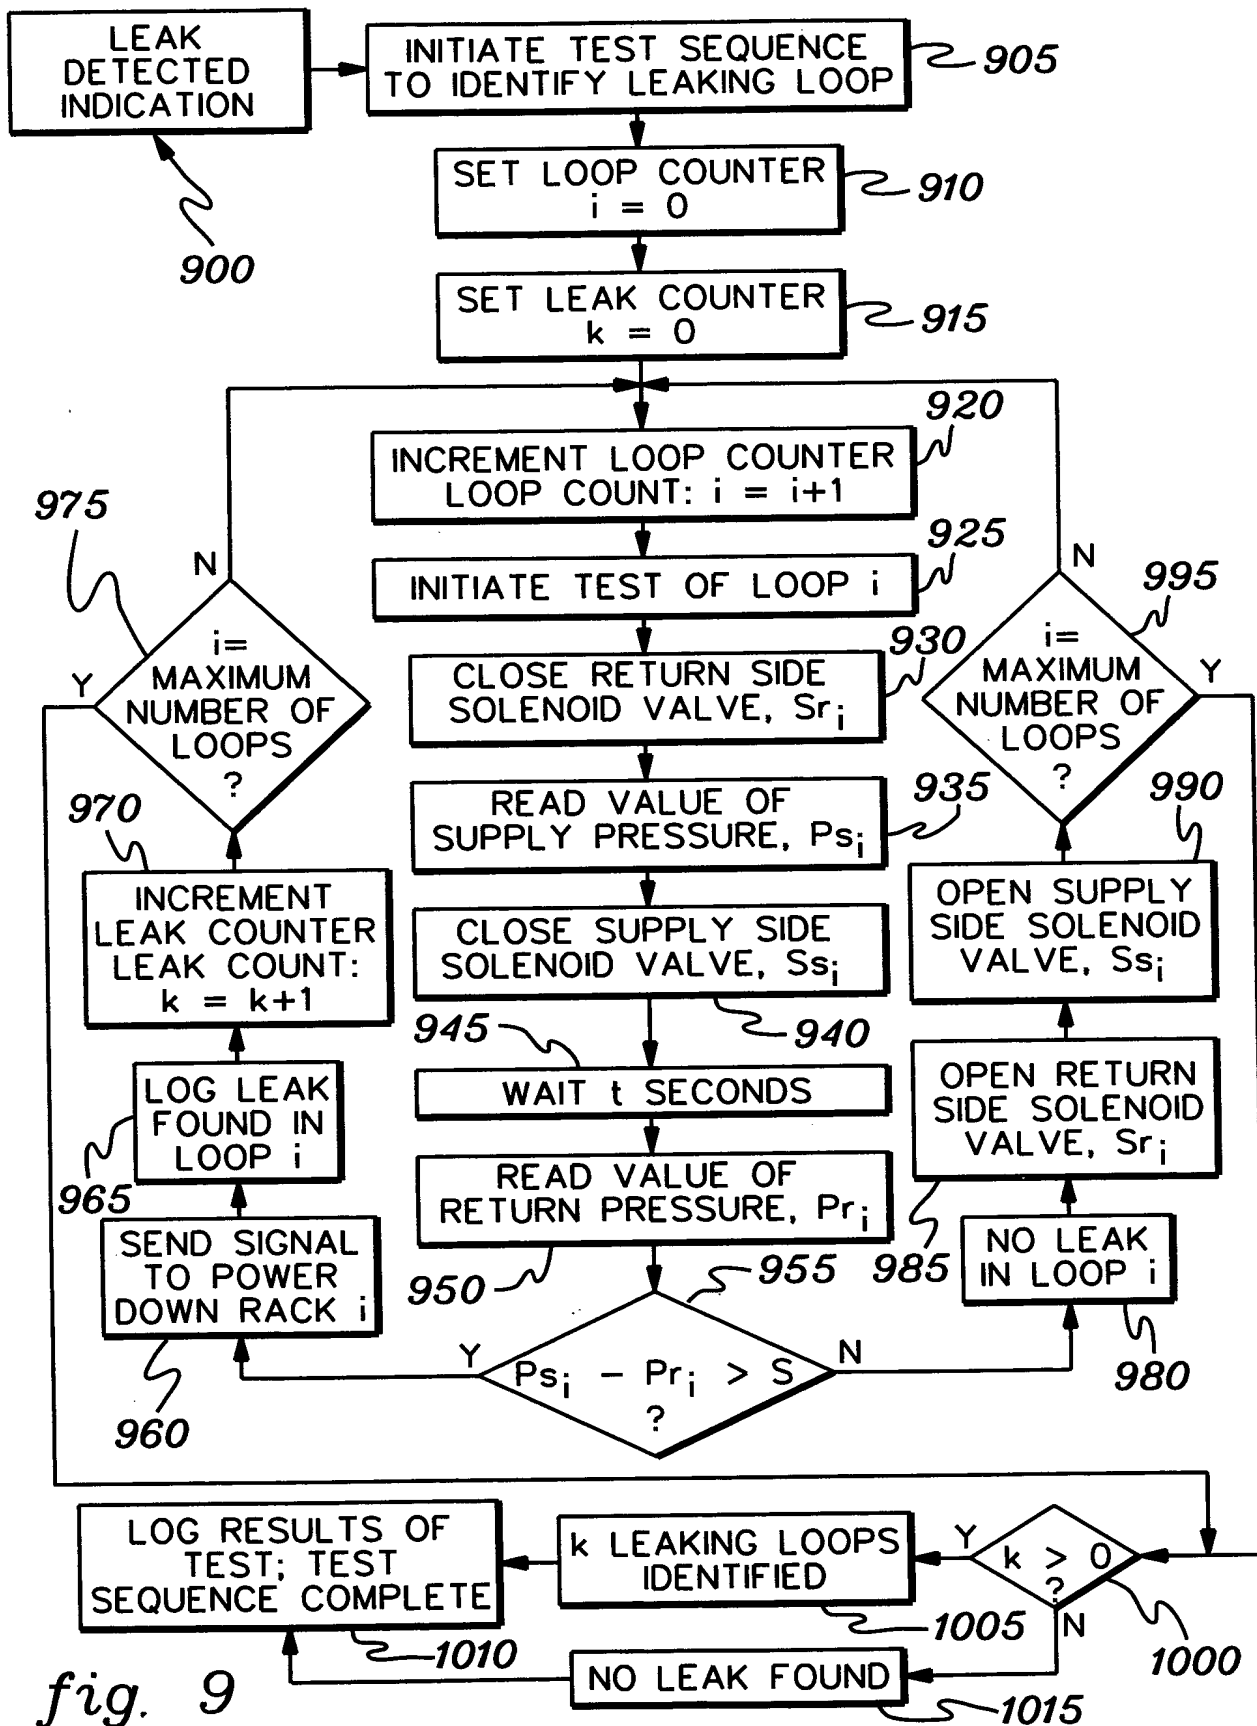 LEAK
DETECTED
INDICATION
900
INITIATE TEST SEQUENCE
TO IDENTIFY LEAKING LOOP
905
SET LOOP COUNTER
i = 0
910
SET LEAK COUNTER
k = 0
915
INCREMENT LOOP COUNTER
LOOP COUNT: i = i+1
920
INITIATE TEST OF LOOP i
925
CLOSE RETURN SIDE
SOLENOID VALVE, Sri
930
READ VALUE OF
SUPPLY PRESSURE, Psi
935
CLOSE SUPPLY SIDE
SOLENOID VALVE, Ssi
940
945
WAIT t SECONDS
READ VALUE OF
RETURN PRESSURE, Pri
950
955
Psi - Pri > S
?
Y
N
SEND SIGNAL
TO POWER
DOWN RACK i
960
LOG LEAK
FOUND IN
LOOP i
965
970
INCREMENT
LEAK COUNTER
LEAK COUNT:
k = k+1
975
N
Y
i=
MAXIMUM
NUMBER OF
LOOPS
?
NO LEAK
IN LOOP i
980
OPEN RETURN
SIDE SOLENOID
VALVE, Sri
985
990
OPEN SUPPLY
SIDE SOLENOID
VALVE, Ssi
995
N
Y
i=
MAXIMUM
NUMBER OF
LOOPS
?
k > 0
?
Y
N
1000
k LEAKING LOOPS
IDENTIFIED
1005
LOG RESULTS OF
TEST; TEST
SEQUENCE COMPLETE
1010
NO LEAK FOUND
1015
fig. 9